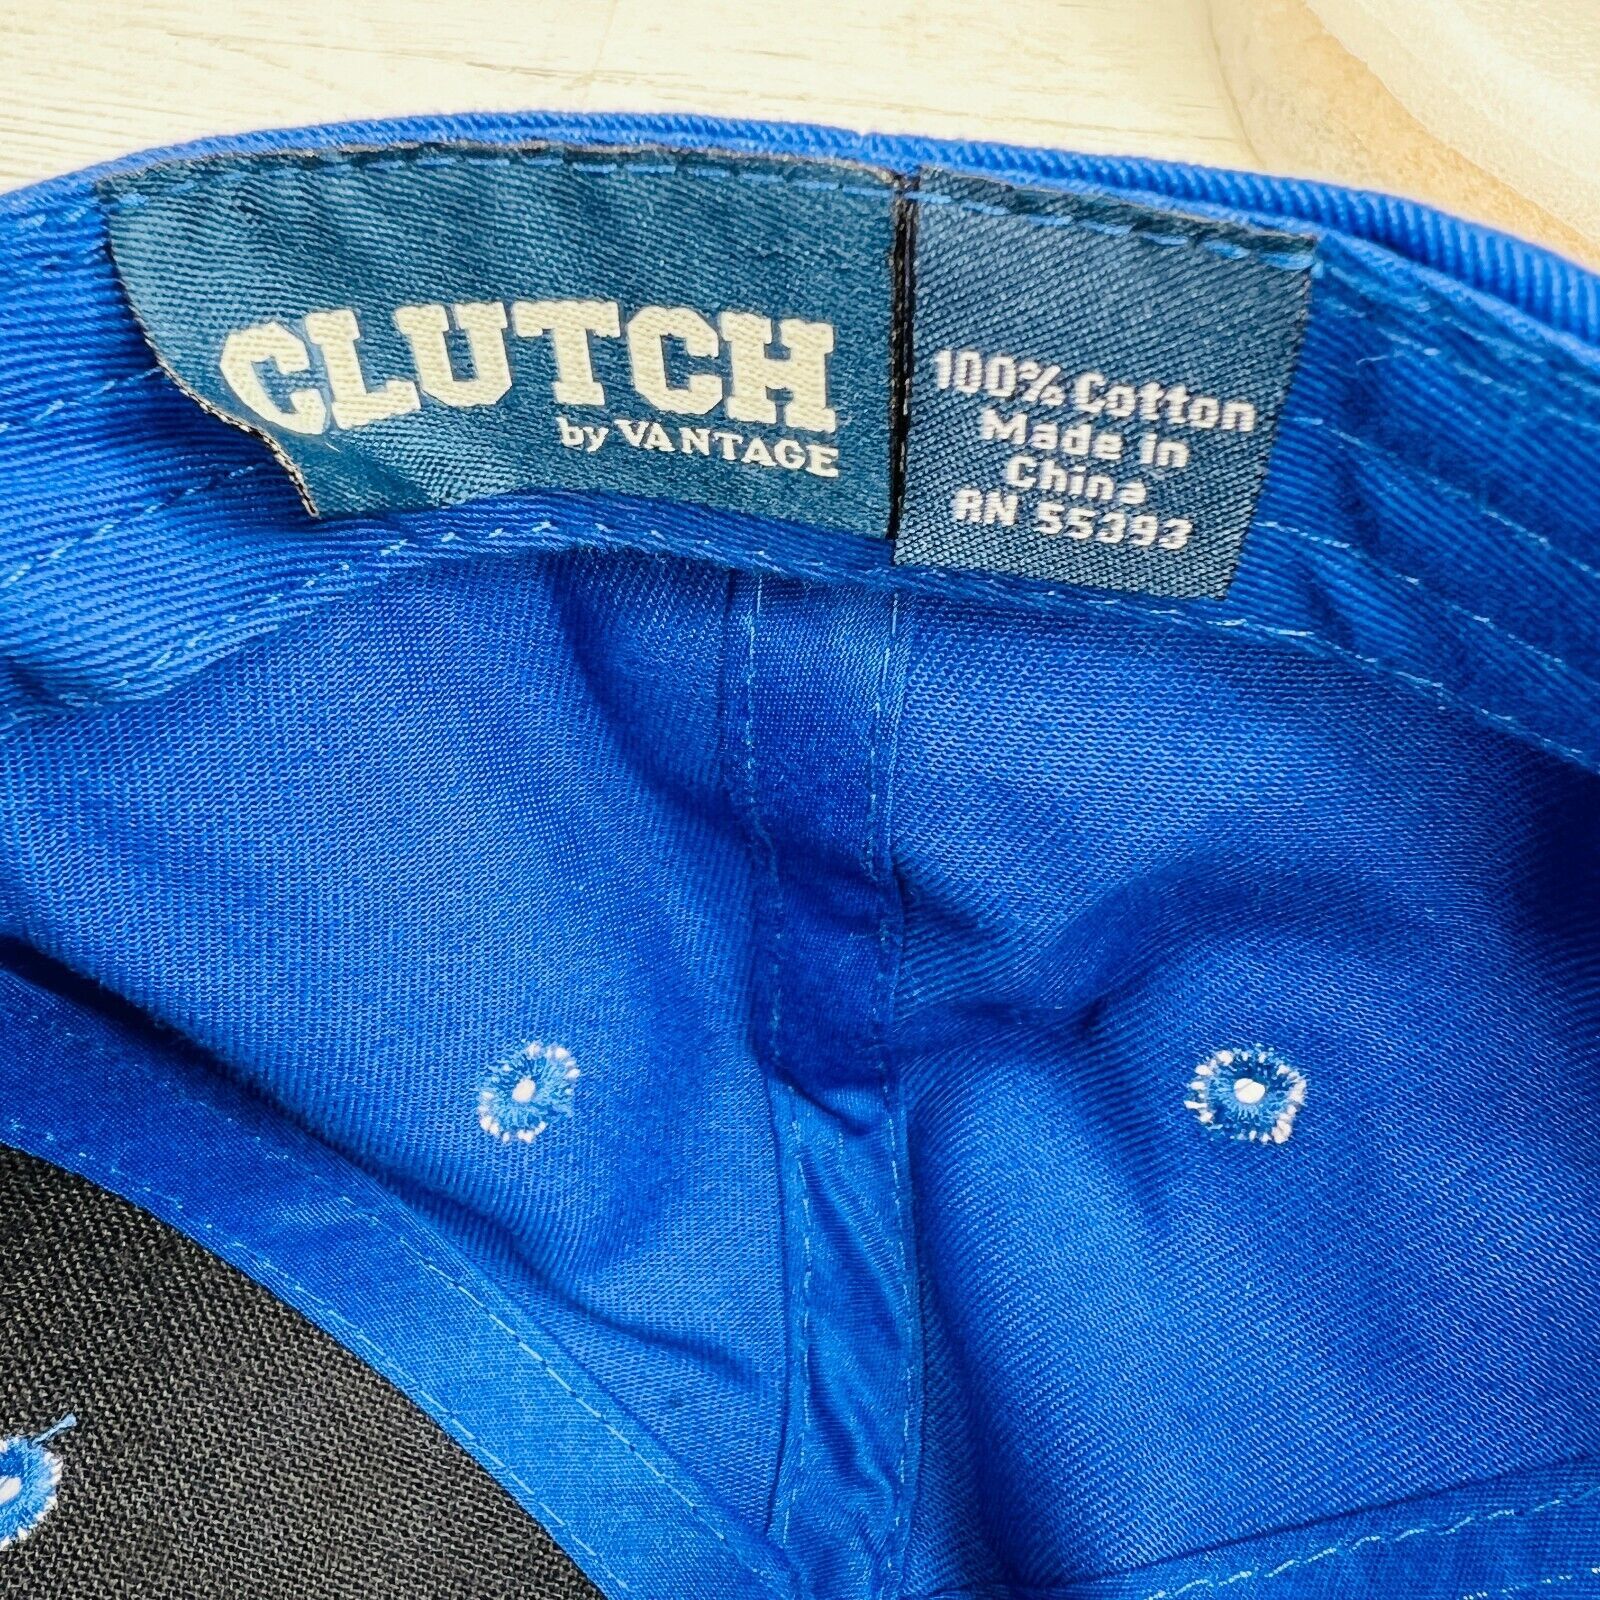 CLUTCH
by VANTAGE
100% Cotton
Made in
China
RN 55393